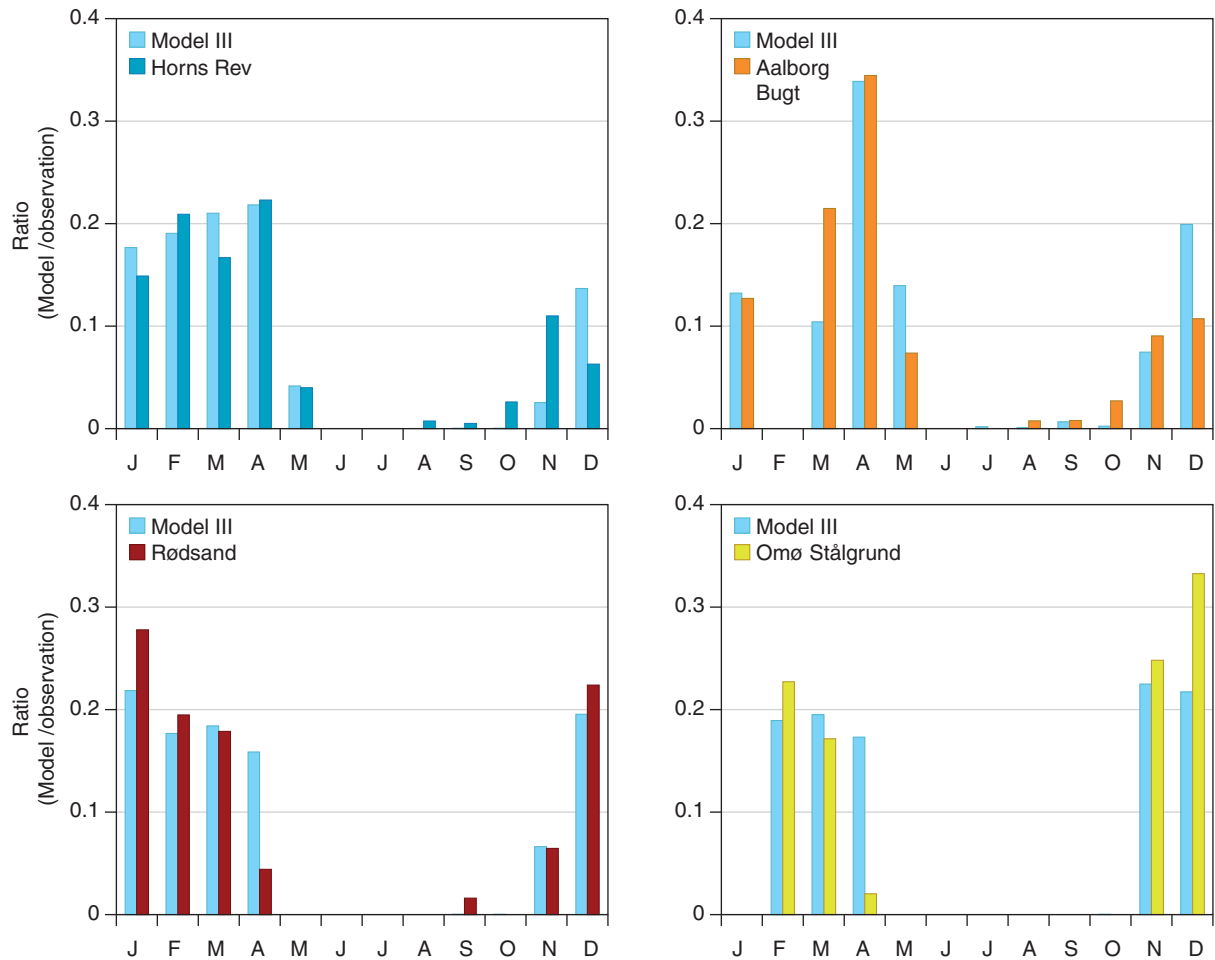 0.4
0.3
0.2
0.1
0
Ratio
(Model /observation)
Model III
Horns Rev
J F M A M J J A S O N D
0.4
0.3
0.2
0.1
0
Model III
Aalborg
Bugt
J F M A M J J A S O N D
0.4
0.3
0.2
0.1
0
Ratio
(Model /observation)
Model III
Rødsand
J F M A M J J A S O N D
0.4
0.3
0.2
0.1
0
Model III
Omø Stålgrund
J F M A M J J A S O N D